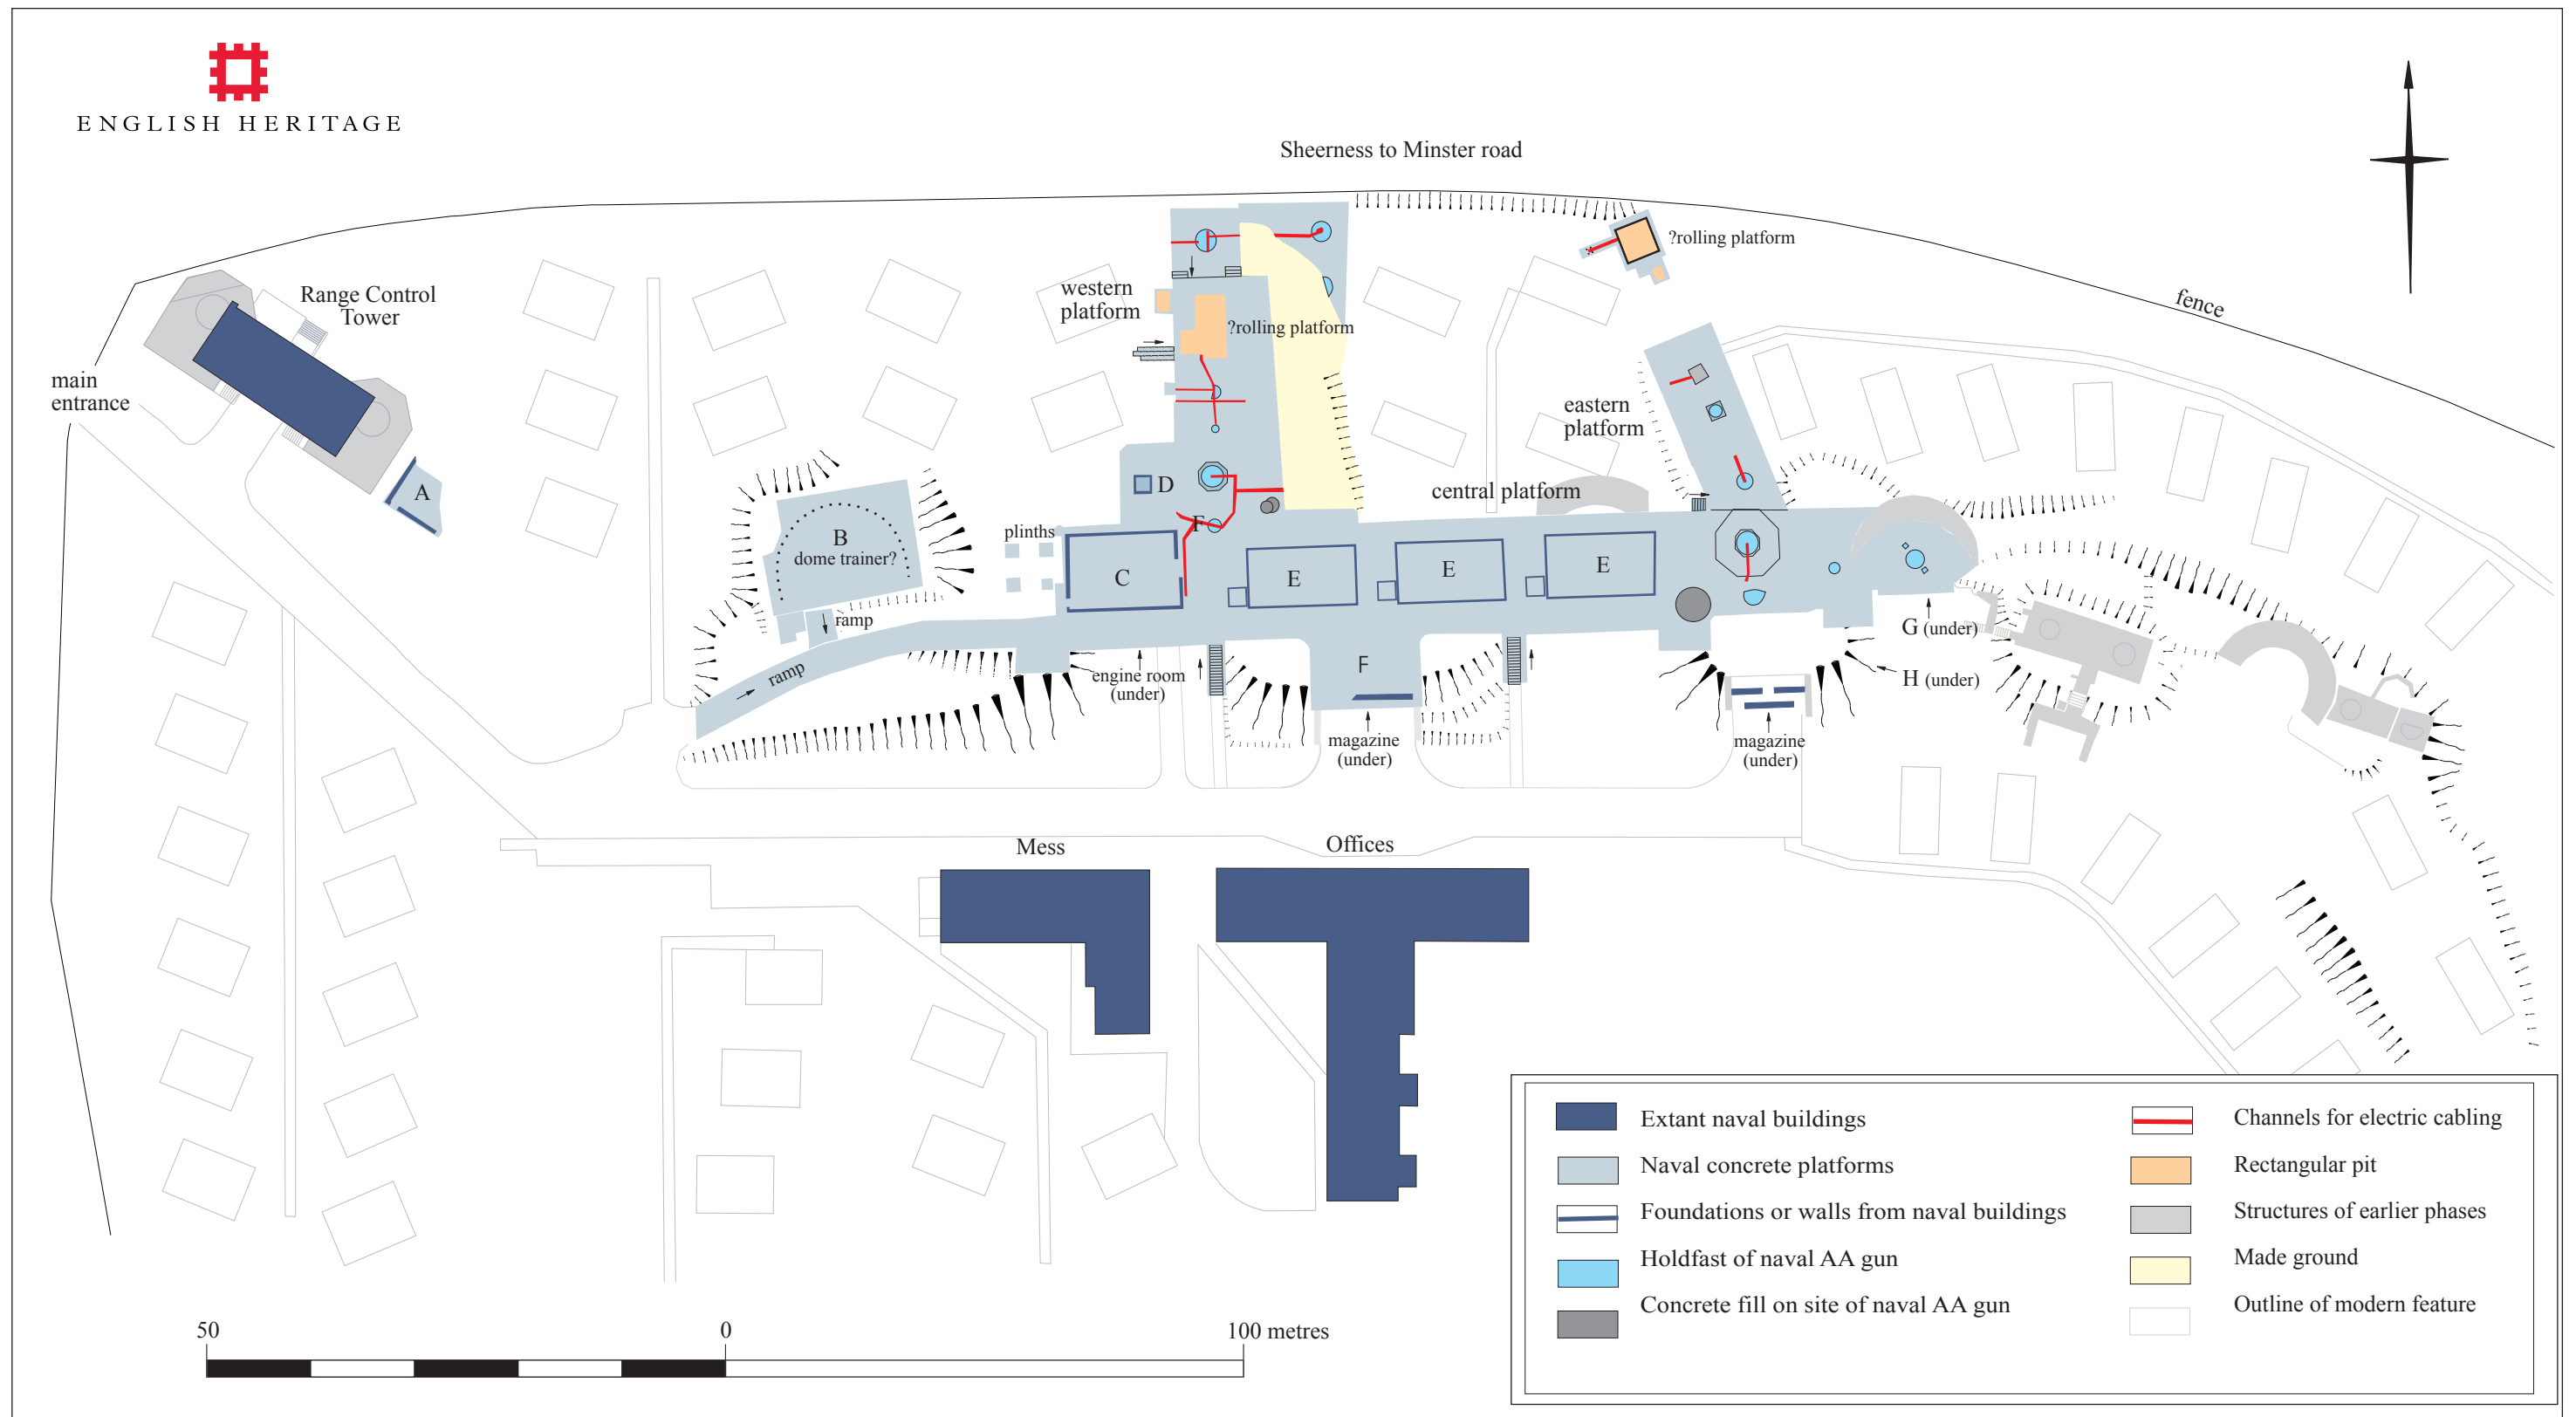 ENGLISH HERITAGE
Sheerness to Minster road
?rolling platform
fence
Range Control
Tower
western
platform
?rolling platform
main
entrance
eastern
platform
A
D
central platform
F
plinths
B
dome trainer?
C
E
E
E
ramp
ramp
engine room
(under)
F
G (under)
H (under)
magazine
(under)
magazine
(under)
Mess
Offices
Extant naval buildings
Naval concrete platforms
Foundations or walls from naval buildings
Holdfast of naval AA gun
Concrete fill on site of naval AA gun
Channels for electric cabling
Rectangular pit
Structures of earlier phases
Made ground
Outline of modern feature
50
0
100 metres